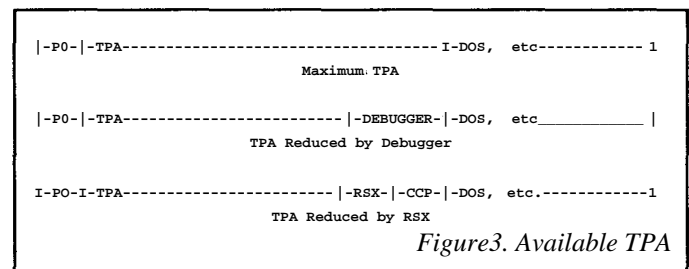 |-P0-|-TPA-----------------------------------I-DOS, etc------------ 1
Maximum TPA
|-P0-|-TPA------------------------|-DEBUGGER-|-DOS, etc____________ |
TPA Reduced by Debugger
I-PO-I-TPA-----------------------|-RSX-|-CCP-|-DOS, etc.------------1
TPA Reduced by RSX
Figure3. Available TPA